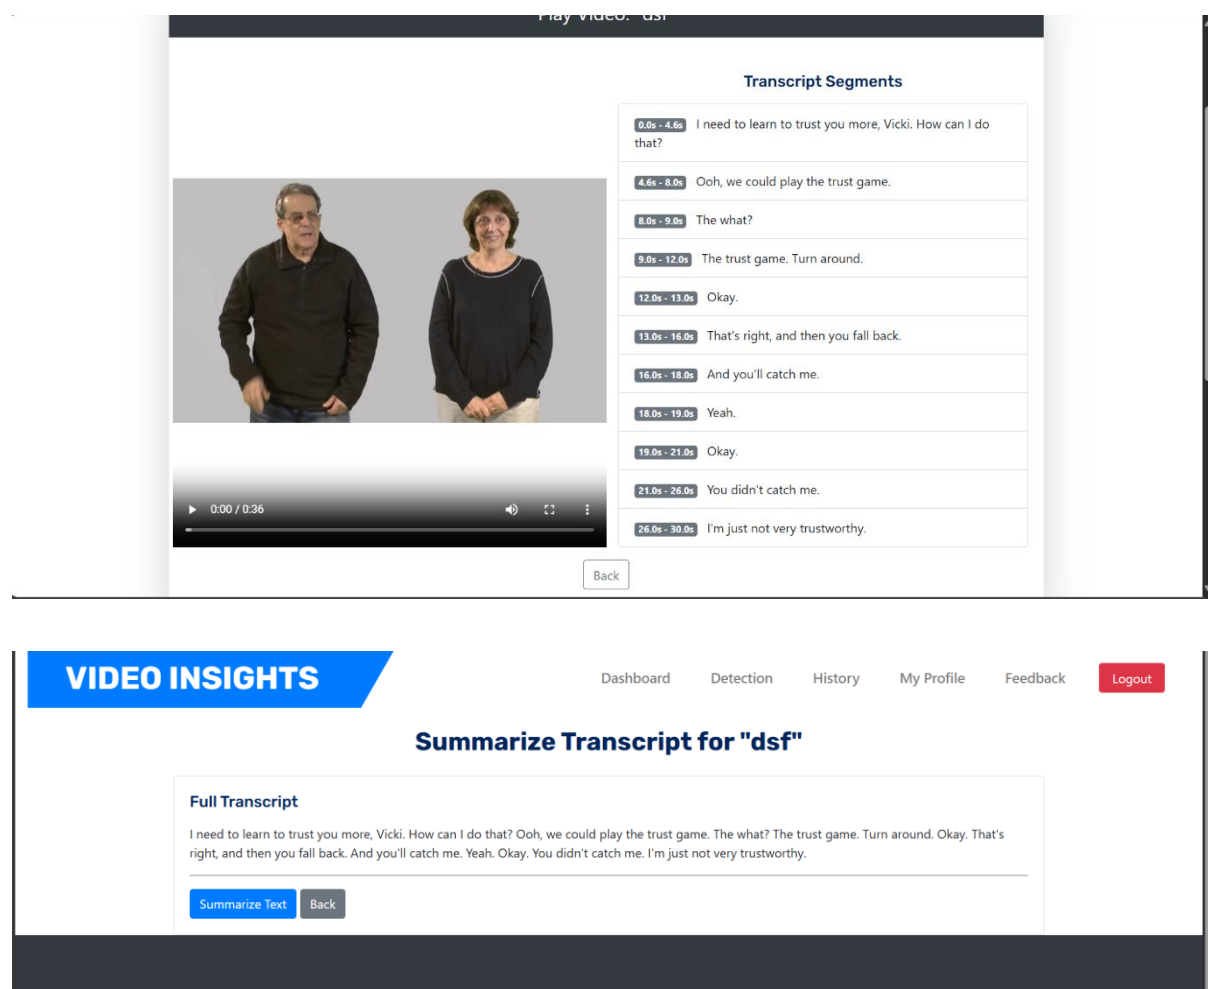 Play Video: "dsf"
Transcript Segments
0.0s - 4.6s I need to learn to trust you more, Vicki. How can I do
that?
4.6s - 8.0s Ooh, we could play the trust game.
8.0s - 9.0s The what?
9.0s - 12.0s The trust game. Turn around.
12.0s - 13.0s Okay.
13.0s - 16.0s That's right, and then you fall back.
16.0s - 18.0s And you'll catch me.
18.0s - 19.0s Yeah.
19.0s - 21.0s Okay.
21.0s - 26.0s You didn't catch me.
26.0s - 30.0s I'm just not very trustworthy.
0:00 / 0:36
Back
VIDEO INSIGHTS
Dashboard Detection History My Profile Feedback Logout
Summarize Transcript for "dsf"
Full Transcript
I need to learn to trust you more, Vicki. How can I do that? Ooh, we could play the trust game. The what? The trust game. Turn around. Okay. That's
right, and then you fall back. And you'll catch me. Yeah. Okay. You didn't catch me. I'm just not very trustworthy.
Summarize Text Back